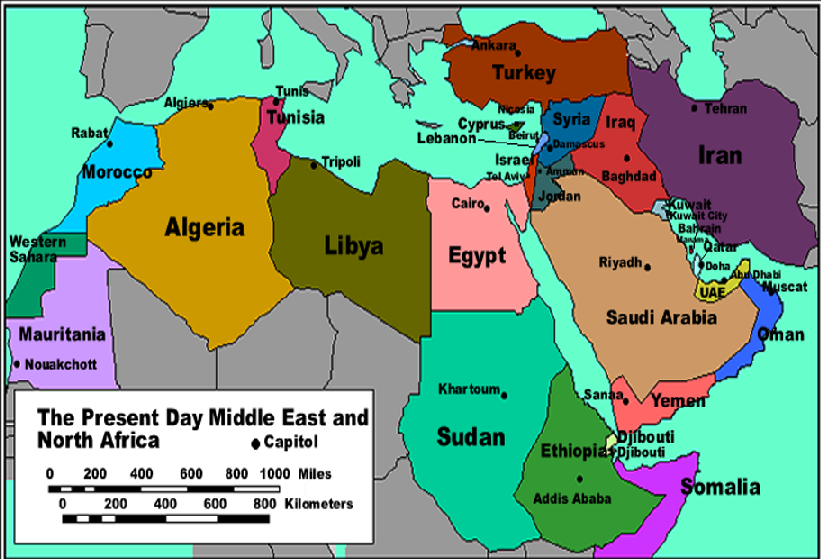 Ankara
Turkey
Tunis
Algiers
Tunisia
Nicosia
Cyprus
Syria
Iraq
Tehran
Rabat
Lebanon
Beirut
Damascus
Iran
Tripoli
Israel
Morocco
Tel Aviv
Amman
Baghdad
Jordan
Cairo
Kuwait
Kuwait City
Algeria
Libya
Egypt
Bahrain
Manama
Qatar
Western
Sahara
Riyadh
Doha
Abu Dhabi
UAE
Muscat
Saudi Arabia
Oman
Mauritania
Nouakchott
Khartoum
Sanaa
Yemen
The Present Day Middle East and
North Africa
Capitol
Sudan
Ethiopia
Djibouti
Djibouti
0 200 400 600 800 1000 Miles
Somalia
Addis Ababa
0 200 400 600 800 Kilometers